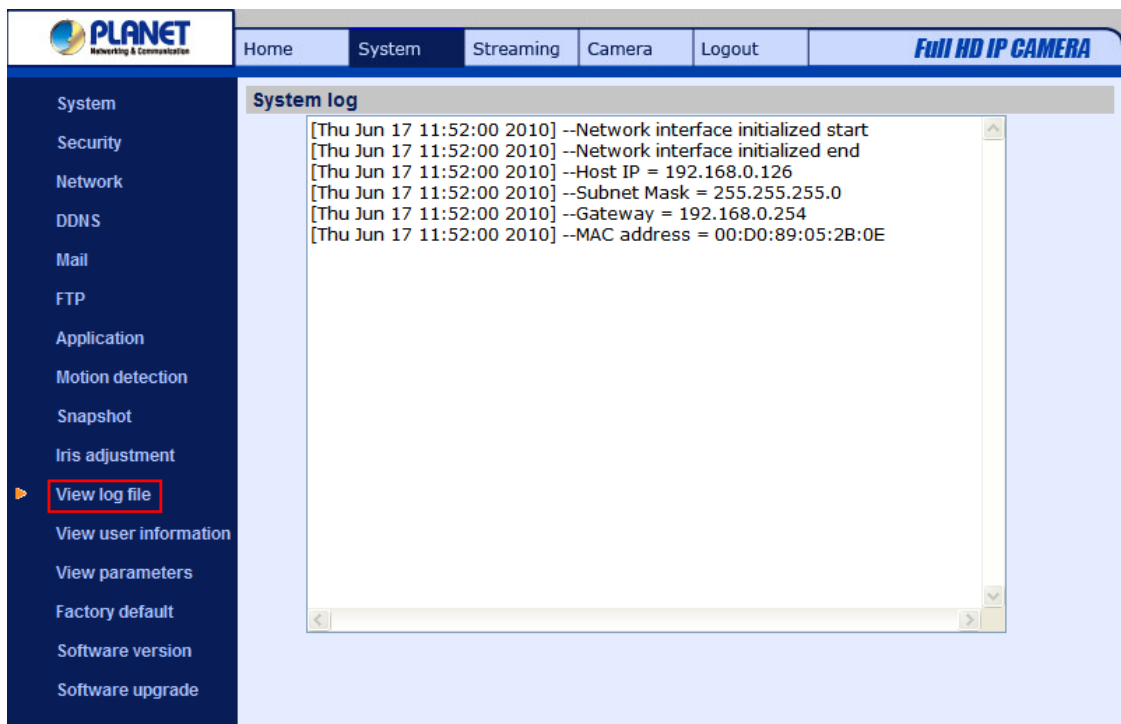 PLANET
Networking & Communication
Home System Streaming Camera Logout Full HD IP CAMERA
System
Security
Network
DDNS
Mail
FTP
Application
Motion detection
Snapshot
Iris adjustment
View log file
View user information
View parameters
Factory default
Software version
Software upgrade
System log
[Thu Jun 17 11:52:00 2010] --Network interface initialized start
[Thu Jun 17 11:52:00 2010] --Network interface initialized end
[Thu Jun 17 11:52:00 2010] --Host IP = 192.168.0.126
[Thu Jun 17 11:52:00 2010] --Subnet Mask = 255.255.255.0
[Thu Jun 17 11:52:00 2010] --Gateway = 192.168.0.254
[Thu Jun 17 11:52:00 2010] --MAC address = 00:D0:89:05:2B:0E